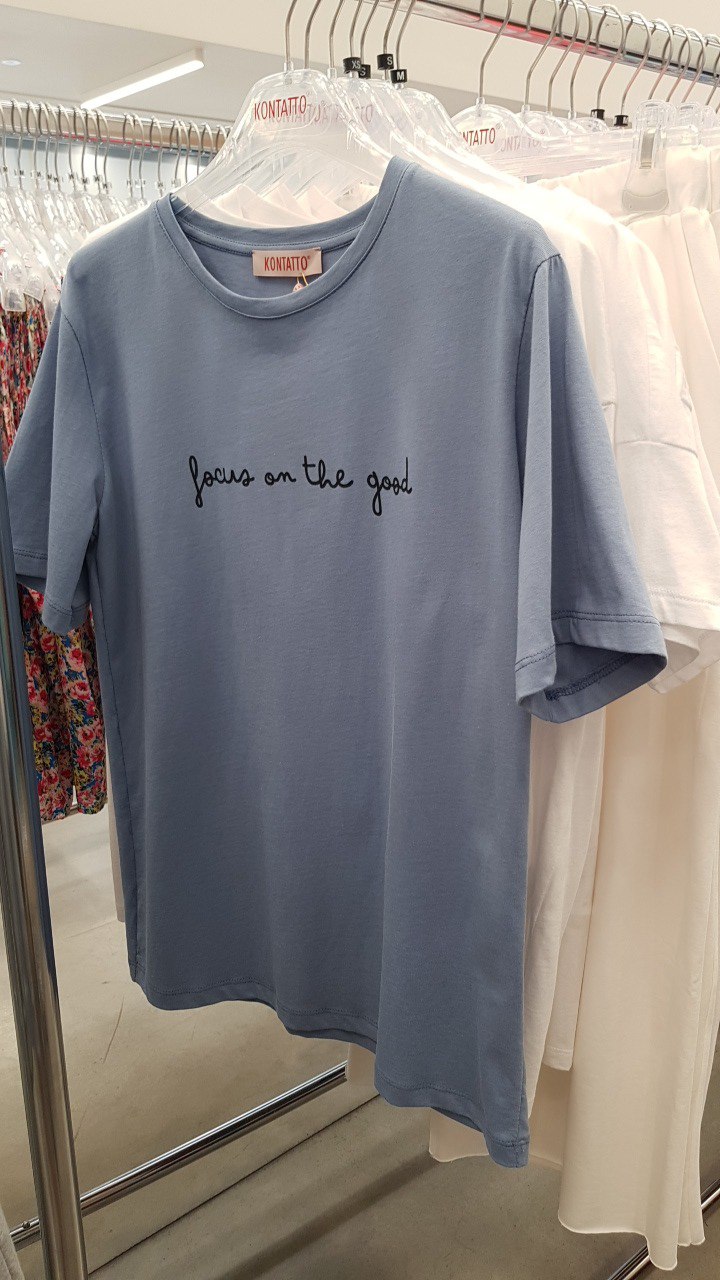 KONTATTO
XS
S
S
M
KONTATTO
KONTATTO®
focus on the good